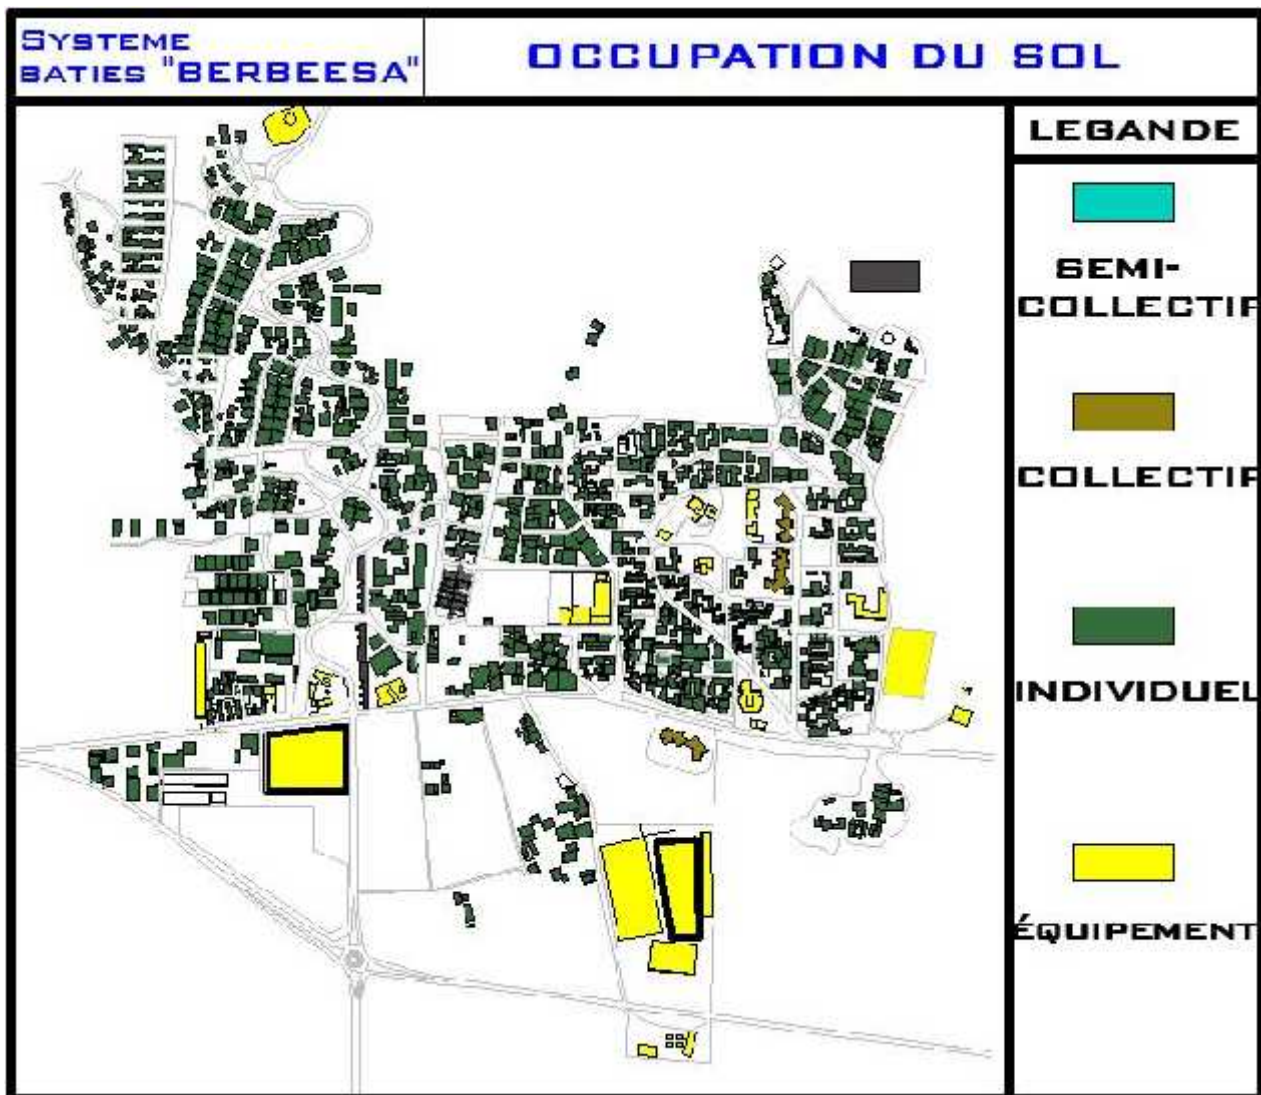 SYSTEME
BATIES "BERBEESA"
OCCUPATION DU SOL
LEGANDE
SEMI-
COLLECTIF
COLLECTIF
INDIVIDUEL
ÉQUIPEMENT